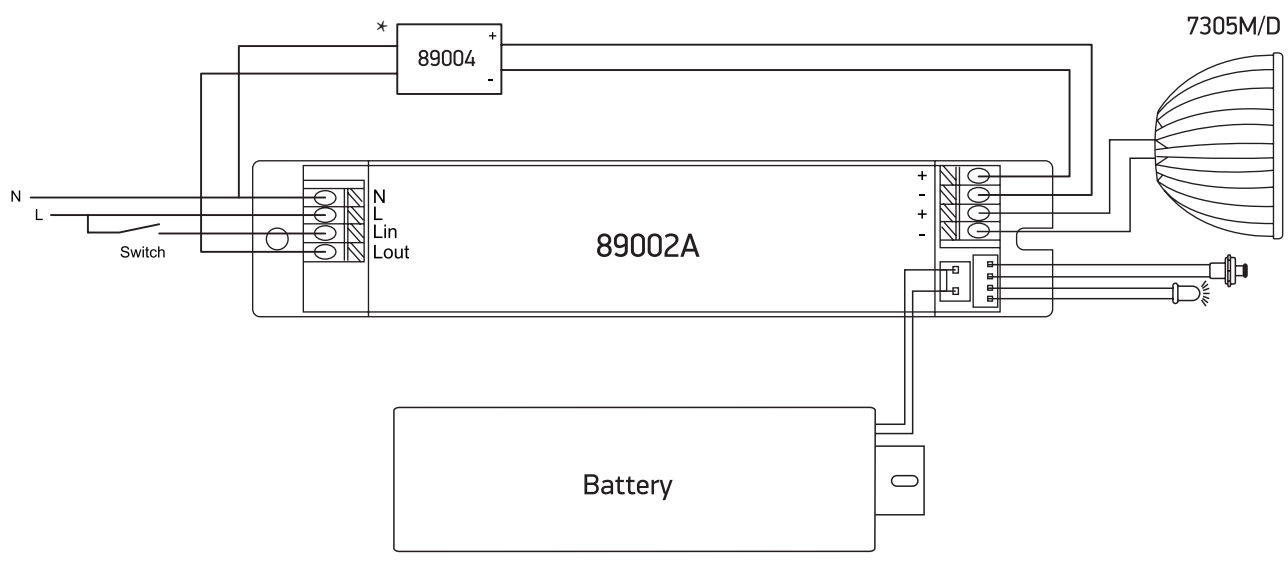 7305M/D
*
89004
+
-
N
L
Switch
N
L
Lin
Lout
89002A
+
-
+
-
Battery